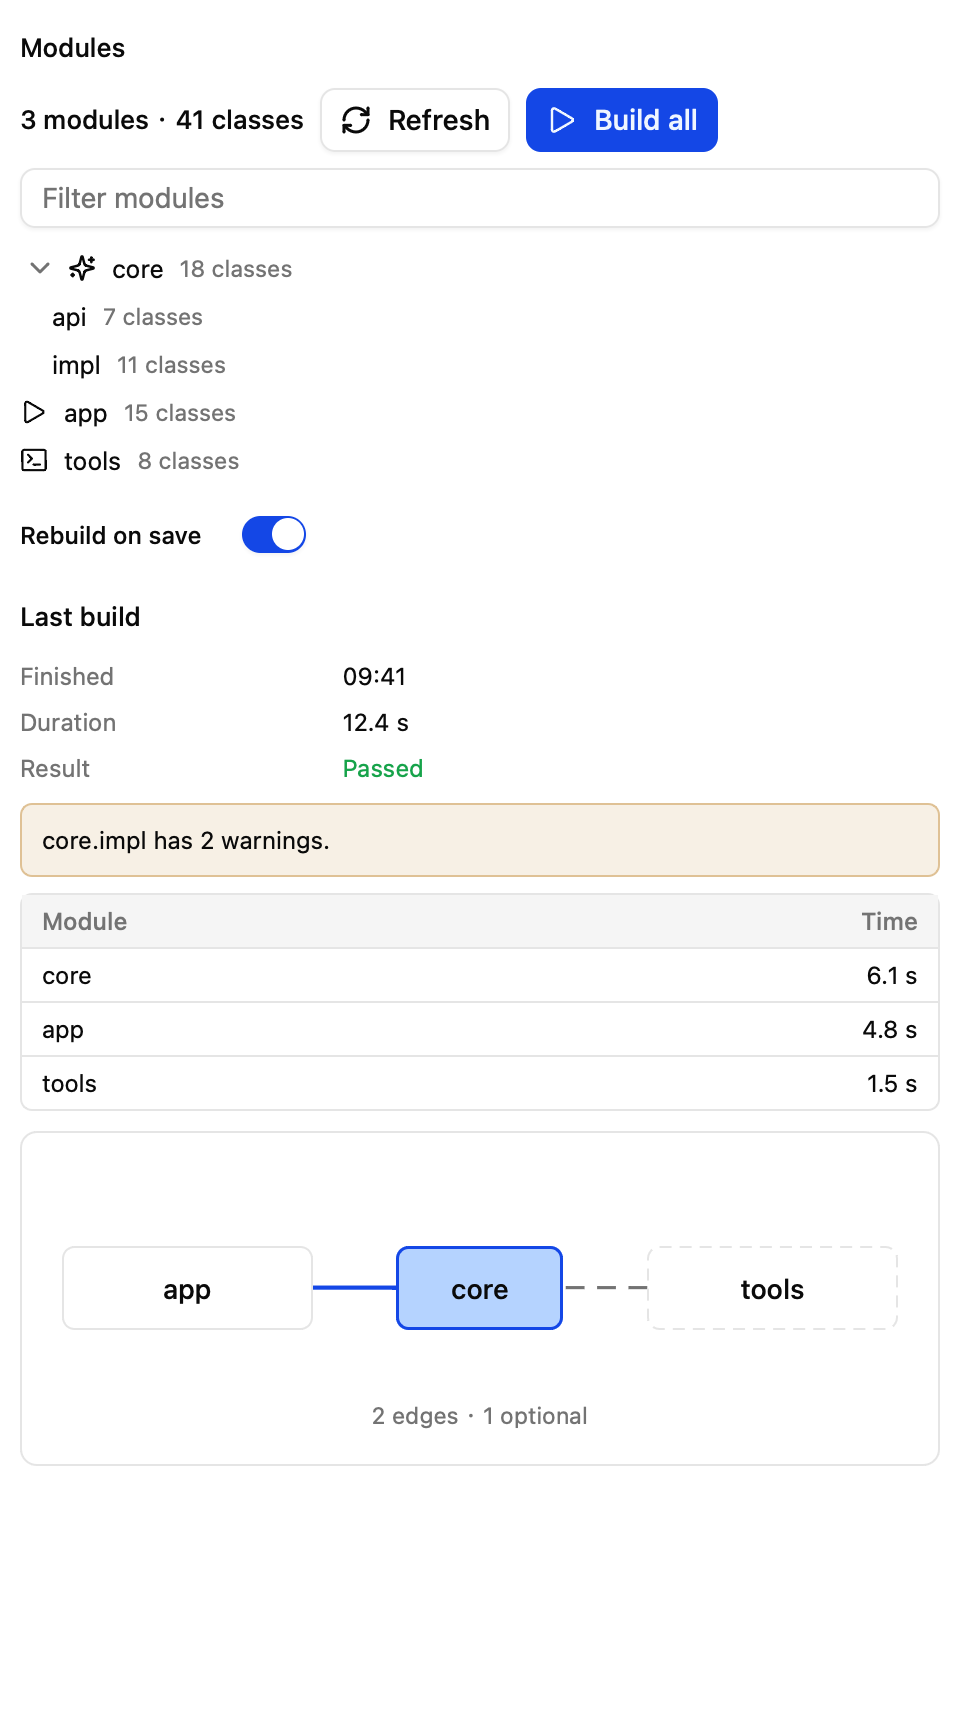 Modules
3 modules · 41 classes Refresh Build all
Filter modules
core 18 classes
api 7 classes
impl 11 classes
app 15 classes
tools 8 classes
Rebuild on save
Last build
Finished 09:41
Duration 12.4 s
Result Passed
core.impl has 2 warnings.
Module Time
core 6.1 s
app 4.8 s
tools 1.5 s
app core tools
2 edges · 1 optional